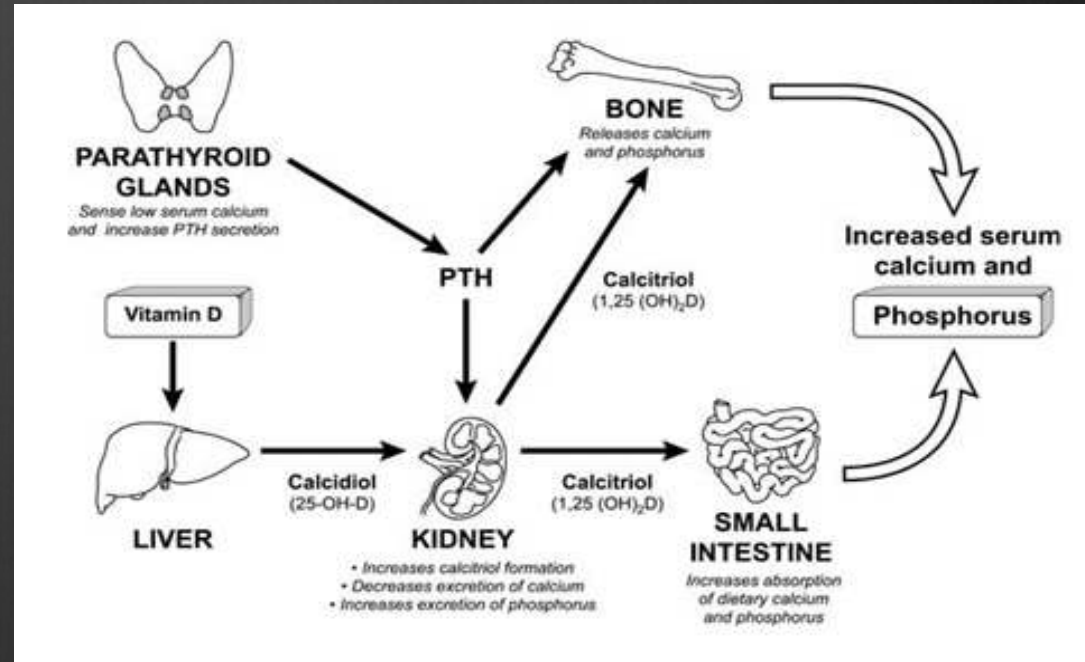 PARATHYROID
GLANDS
Sense low serum calcium
and increase PTH secretion
BONE
Releases calcium
and phosphorus
PTH
Calcitriol
(1,25 (OH)₂D)
Increased serum
calcium and
Phosphorus
Vitamin D
LIVER
Calcidiol
(25-OH-D)
KIDNEY
• Increases calcitriol formation
• Decreases excretion of calcium
• Increases excretion of phosphorus
Calcitriol
(1,25 (OH)₂D)
SMALL
INTESTINE
Increases absorption
of dietary calcium
and phosphorus